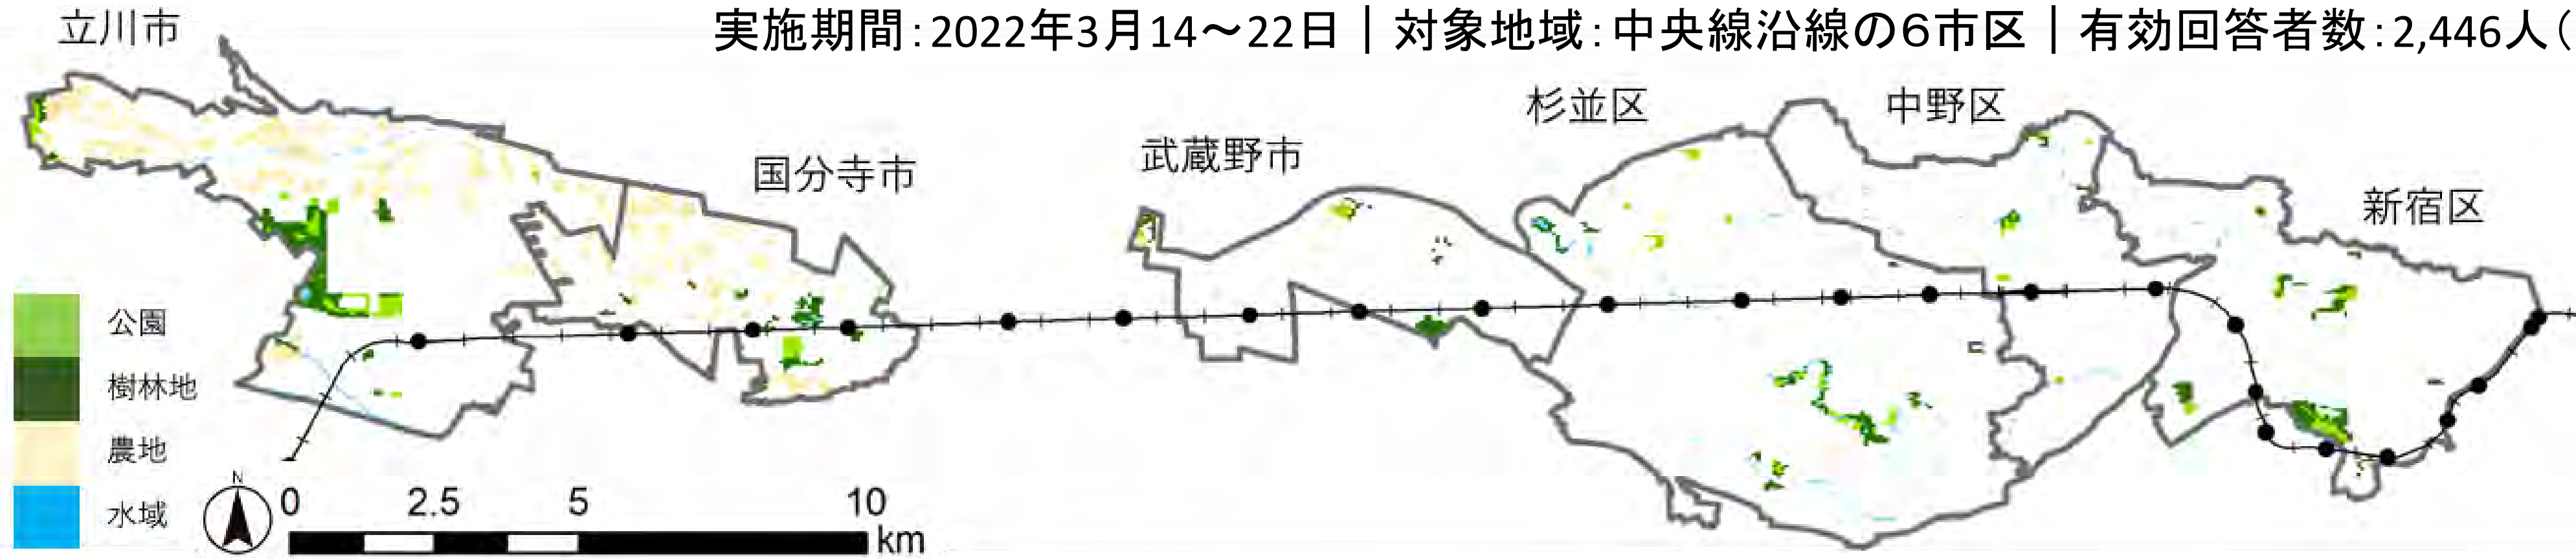 実施期間：2022年3月14～22日｜対象地域：中央線沿線の６市区｜有効回答者数：2,446人（
立川市
国分寺市
武蔵野市
杉並区
中野区
新宿区
公園
樹林地
農地
水域
N
0 2.5 5 10
km